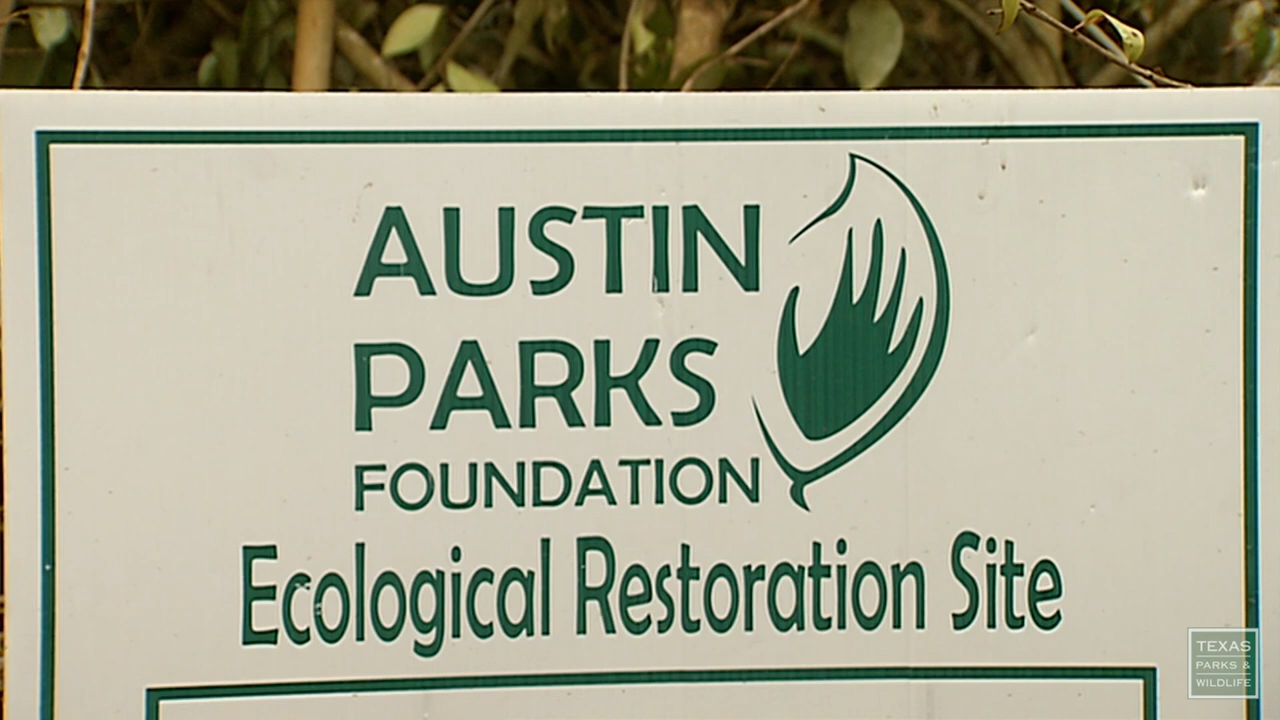 AUSTIN
PARKS
FOUNDATION
Ecological Restoration Site
TEXAS
PARKS &
WILDLIFE